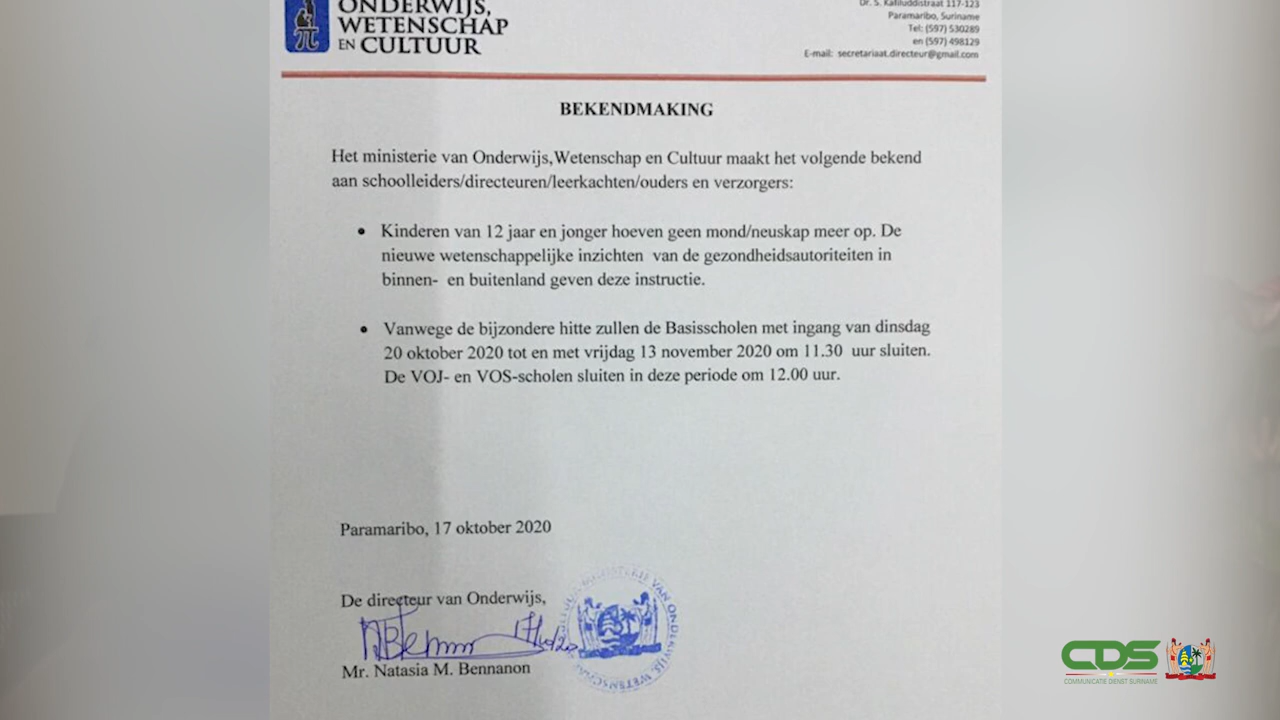 ONDERWIJS,
WETENSCHAP
EN CULTUUR
117-123
Paramaribo, Suriname
Tel: (597) 530289
en (597) 498129
E-mail: secretariaat.directeur@gmail.com
BEKENDMAKING
Het ministerie van Onderwijs,Wetenschap en Cultuur maakt het volgende bekend
aan schoolleiders/directeuren/leerkachten/ouders en verzorgers:
• Kinderen van 12 jaar en jonger hoeven geen mond/neuskap meer op. De
nieuwe wetenschappelijke inzichten van de gezondheidsautoriteiten in
binnen- en buitenland geven deze instructie.
• Vanwege de bijzondere hitte zullen de Basisscholen met ingang van dinsdag
20 oktober 2020 tot en met vrijdag 13 november 2020 om 11.30 uur sluiten.
De VOJ- en VOS-scholen sluiten in deze periode om 12.00 uur.
Paramaribo, 17 oktober 2020
De directeur van Onderwijs,
Mr. Natasia M. Bennanon
MINISTERIE VAN ONDERWIJS, WETENSCHAP
CDS
COMMUNICATIE DIENST SURINAME